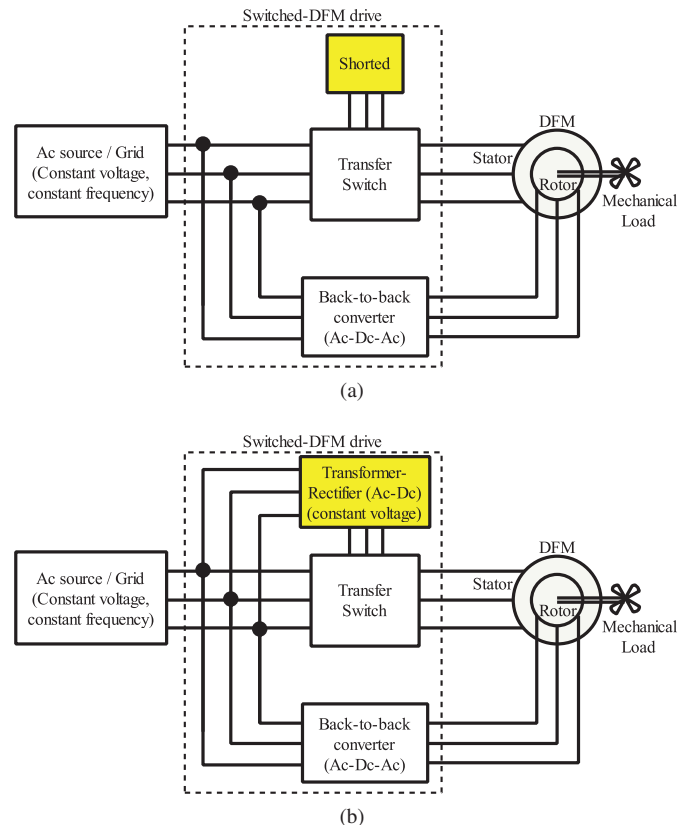 Switched-DFM drive
Shorted
DFM
Ac source / Grid
(Constant voltage,
constant frequency)
Transfer
Switch
Stator
Rotor
Mechanical
Load
Back-to-back
converter
(Ac-Dc-Ac)
(a)
Switched-DFM drive
Transformer-
Rectifier (Ac-Dc)
(constant voltage)
DFM
Ac source / Grid
(Constant voltage,
constant frequency)
Transfer
Switch
Stator
Rotor
Mechanical
Load
Back-to-back
converter
(Ac-Dc-Ac)
(b)